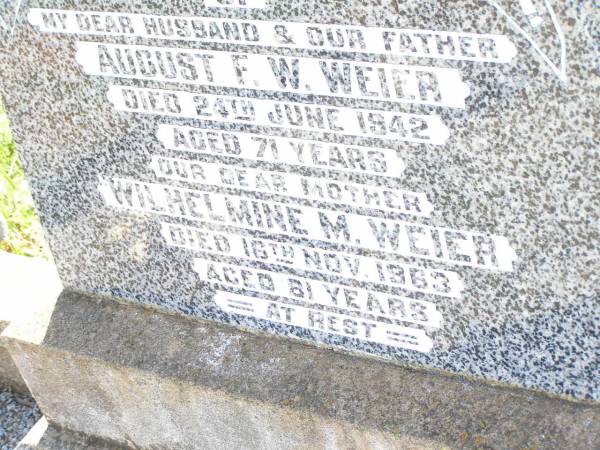 OF
MY DEAR HUSBAND & OUR FATHER
AUGUST F. W. WEIER
DIED 24TH JUNE 1942
AGED 71 YEARS
OUR DEAR MOTHER
WILHELMINE M. WEIER
DIED 16TH NOV. 1963
AGED 81 YEARS
= AT REST =